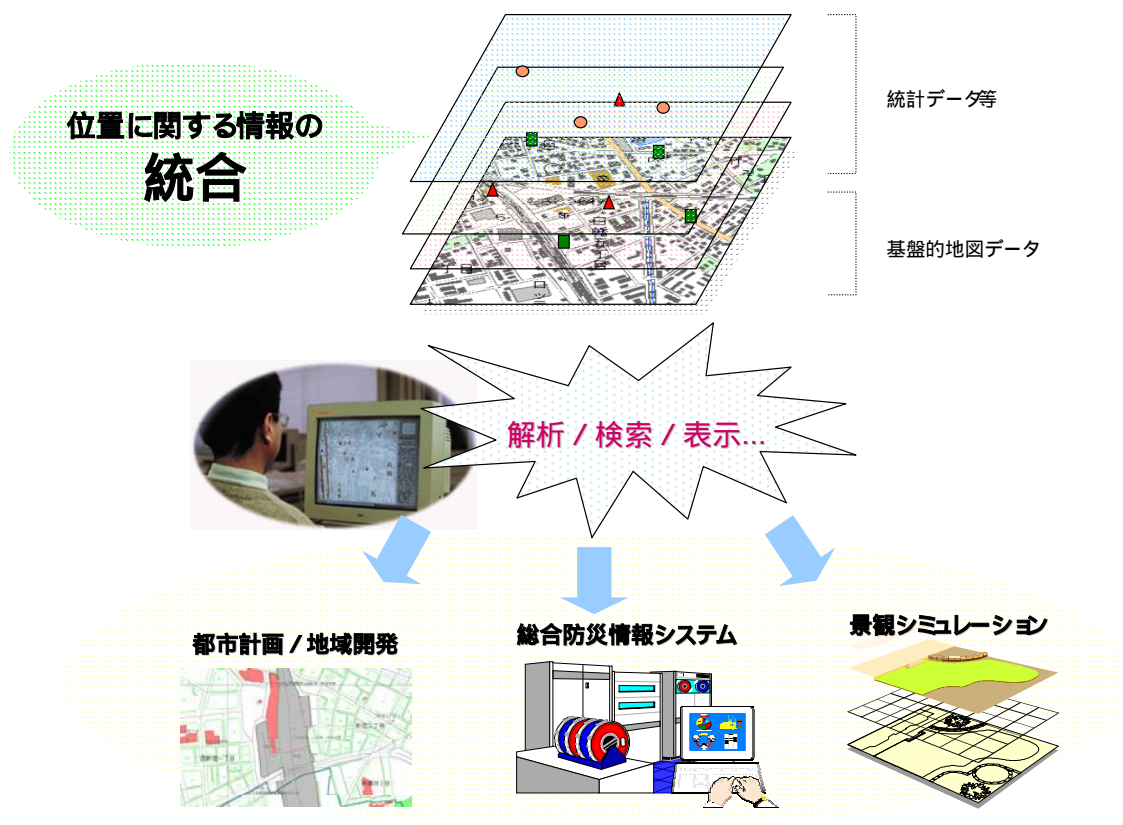 位置に関する情報の
統合
統計データ等
基盤的地図データ
解析/検索/表示...
都市計画/地域開発
総合防災情報システム
景観シミュレーション